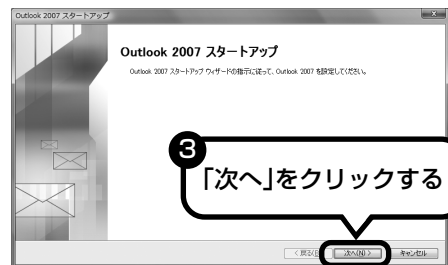 Outlook 2007 スタートアップ
Outlook 2007 スタートアップ
Outlook 2007 スタートアップ ウィザードの指示に従って、Outlook 2007 を設定してください。
3
「次へ」をクリックする
< 戻る(B)
次へ(N) >
キャンセル